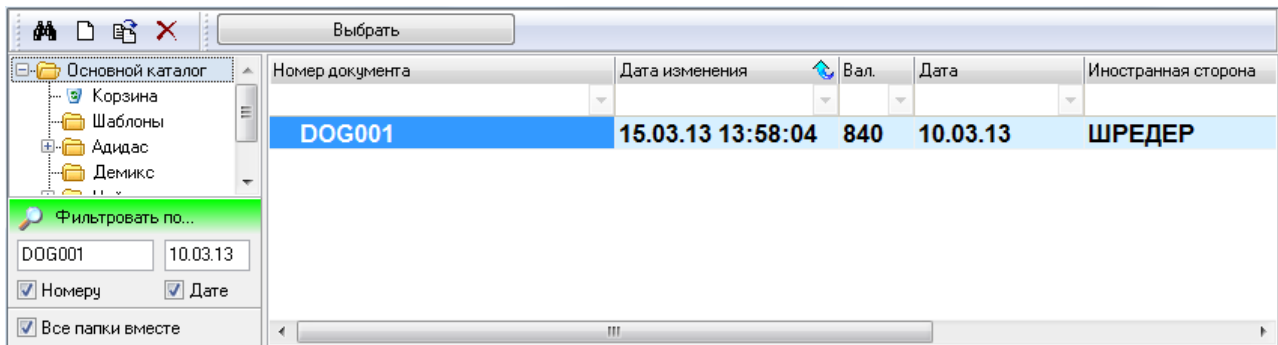 Выбрать
Основной каталог
Корзина
Шаблоны
Адидас
Демикс
Фильтровать по...
DOG001 10.03.13
Номеру Дате
Все папки вместе
Номер документа Дата изменения Вал. Дата Иностранная сторона
DOG001 15.03.13 13:58:04 840 10.03.13 ШРЕДЕР